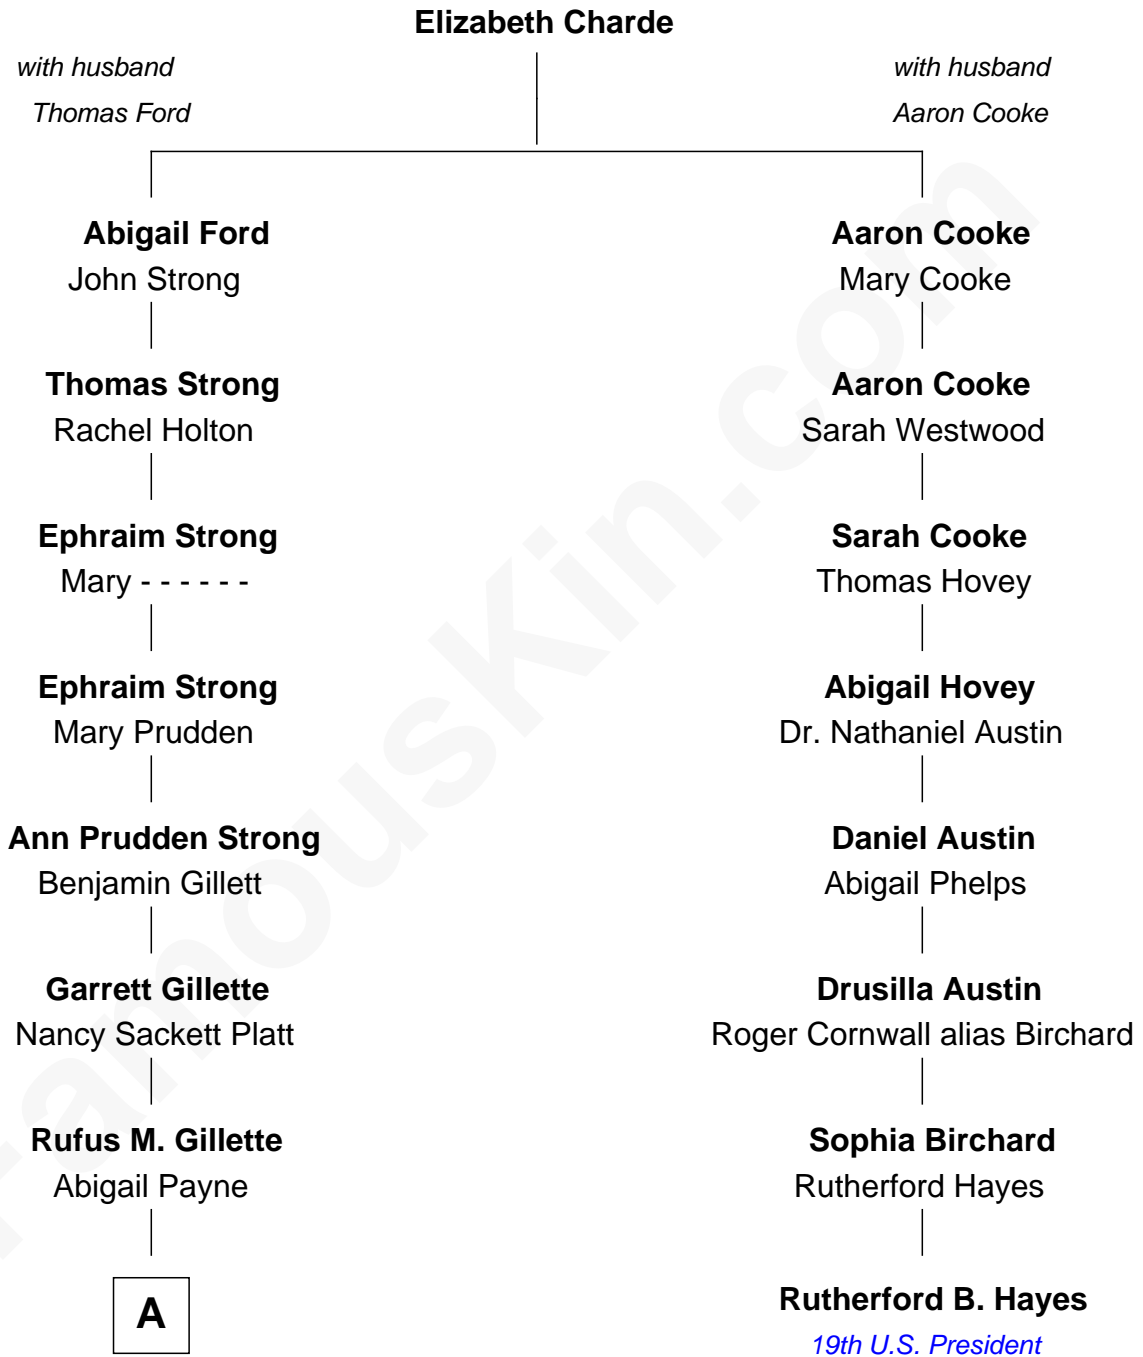 Elizabeth Charde
with husband
Thomas Ford
with husband
Aaron Cooke
Abigail Ford
John Strong
Aaron Cooke
Mary Cooke
Thomas Strong
Rachel Holton
Aaron Cooke
Sarah Westwood
Ephraim Strong
Mary - - - - - -
Sarah Cooke
Thomas Hovey
Ephraim Strong
Mary Prudden
Abigail Hovey
Dr. Nathaniel Austin
Ann Prudden Strong
Benjamin Gillett
Daniel Austin
Abigail Phelps
Garrett Gillette
Nancy Sackett Platt
Drusilla Austin
Roger Cornwall alias Birchard
Rufus M. Gillette
Abigail Payne
Sophia Birchard
Rutherford Hayes
A
Rutherford B. Hayes
19th U.S. President
FamousKin.com